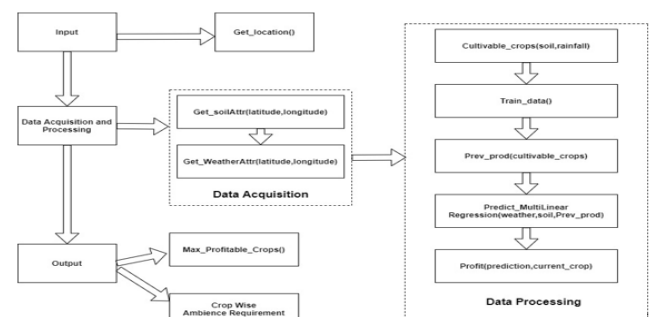 Input
Get_location()
Data Acquisition and
Processing
Get_soilAttr(latitude,longitude)
Get_WeatherAttr(latitude,longitude)
Data Acquisition
Output
Max_Profitable_Crops()
Crop Wise
Ambience Requirement
Cultivable_crops(soil,rainfall)
Train_data()
Prev_prod(cultivable_crops)
Predict_MultiLinear
Regression(weather,soil,Prev_prod)
Profit(prediction,current_crop)
Data Processing